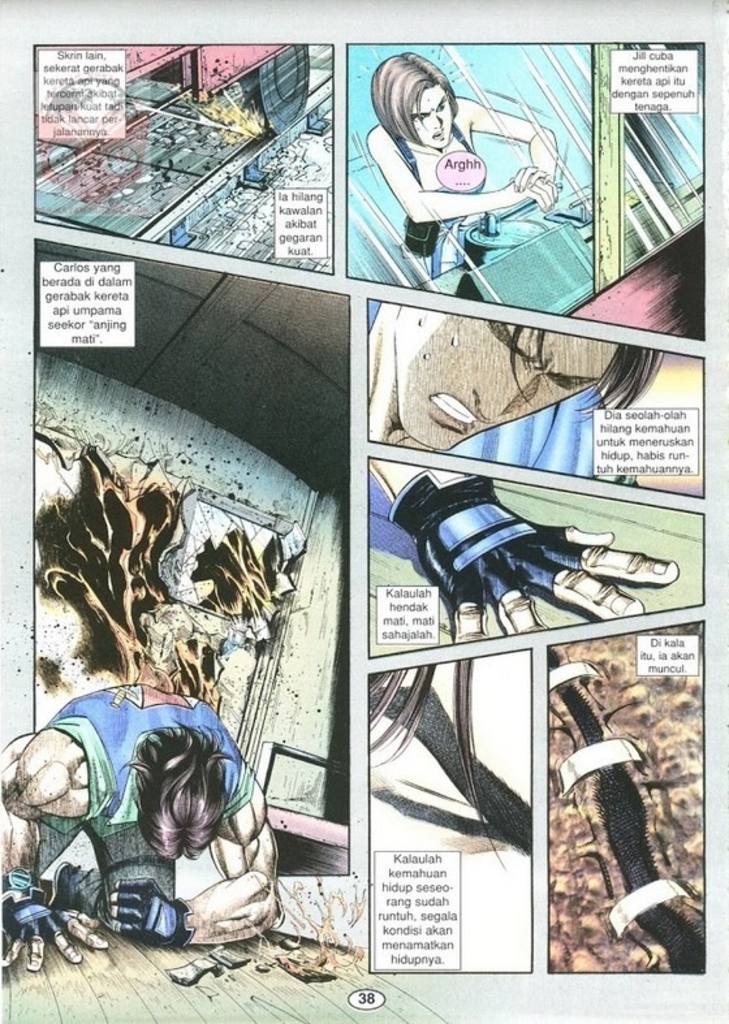 Skrin lain,
sekerat gerabak
kereta api yang
tercerai akibat
letupan kuat tadi
tidak lancar per-
jalanannya.
Ia hilang
kawalan
akibat
gegaran
kuat.
Jill cuba
menghentikan
kereta api itu
dengan sepenuh
tenaga.
Arghh
....
Carlos yang
berada di dalam
gerabak kereta
api umpama
seekor "anjing
mati".
Dia seolah-olah
hilang kemahuan
untuk meneruskan
hidup, habis run-
tuh kemahuannya.
Kalaulah
hendak
mati, mati
sahajalah.
Kalaulah
kemahuan
hidup seseo-
rang sudah
runtuh, segala
kondisi akan
menamatkan
hidupnya.
Di kala
itu, ia akan
muncul.
38